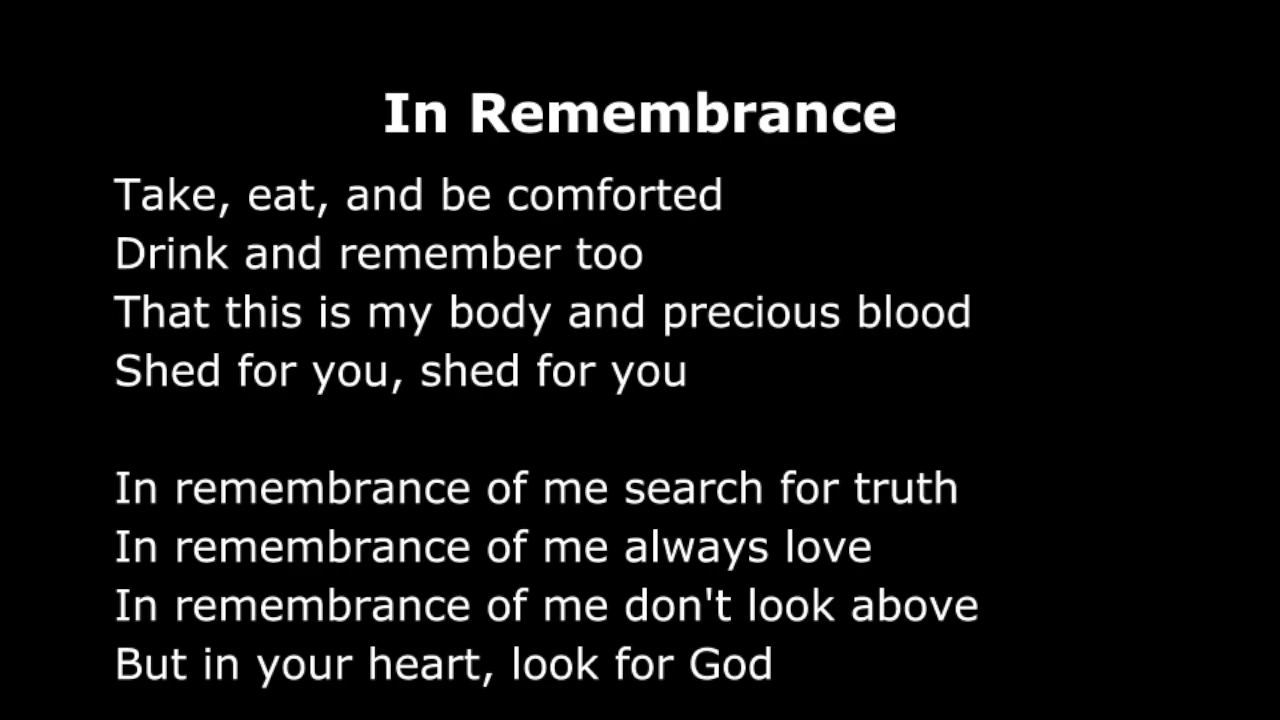 In Remembrance
Take, eat, and be comforted
Drink and remember too
That this is my body and precious blood
Shed for you, shed for you
In remembrance of me search for truth
In remembrance of me always love
In remembrance of me don't look above
But in your heart, look for God